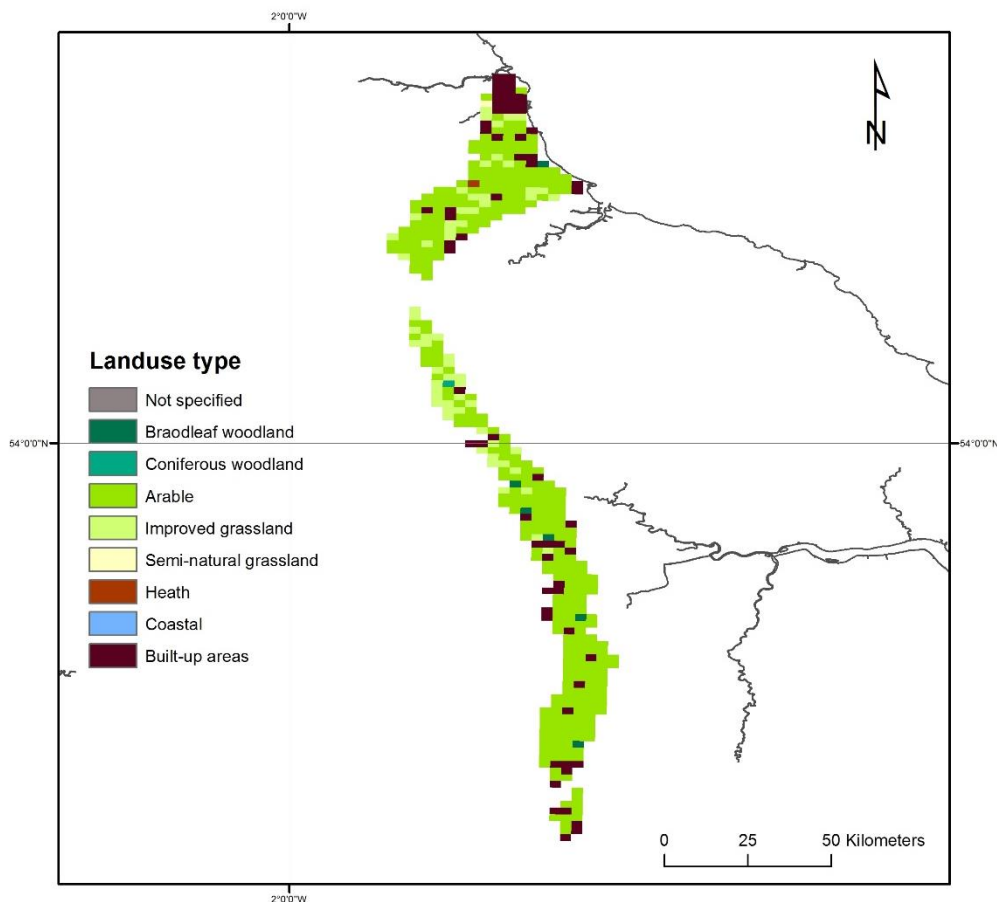 2°0'0"W
N
Landuse type
Not specified
Braodleaf woodland
Coniferous woodland
Arable
Improved grassland
Semi-natural grassland
Heath
Coastal
Built-up areas
54°0'0"N
54°0'0"N
0 25 50 Kilometers
2°0'0"W